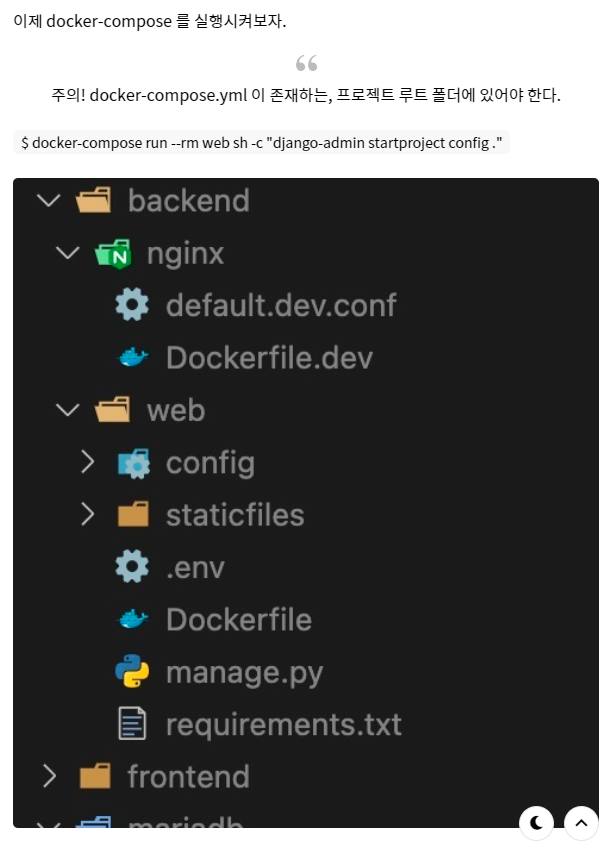 이제 docker-compose 를 실행시켜보자.
주의! docker-compose.yml 이 존재하는, 프로젝트 루트 폴더에 있어야 한다.
$ docker-compose run --rm web sh -c "django-admin startproject config ."
backend
nginx
default.dev.conf
Dockerfile.dev
web
config
staticfiles
.env
Dockerfile
manage.py
requirements.txt
frontend
mariadb